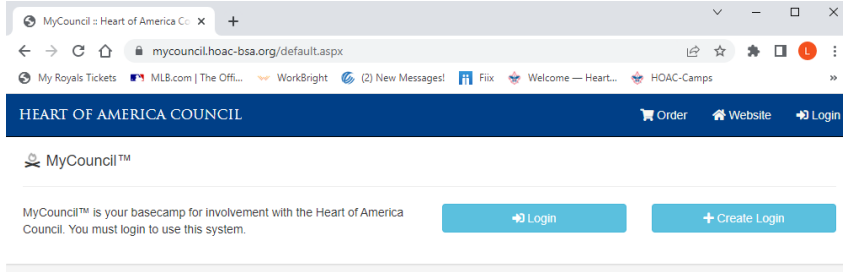 MyCouncil :: Heart of America Co
mycouncil.hoac-bsa.org/default.aspx
L
My Royals Tickets MLB.com | The Offi... WorkBright (2) New Messages! Fiix Welcome — Heart... HOAC-Camps »
HEART OF AMERICA COUNCIL Order Website Login
MyCouncil™
MyCouncil™ is your basecamp for involvement with the Heart of America
Council. You must login to use this system.
Login
Create Login